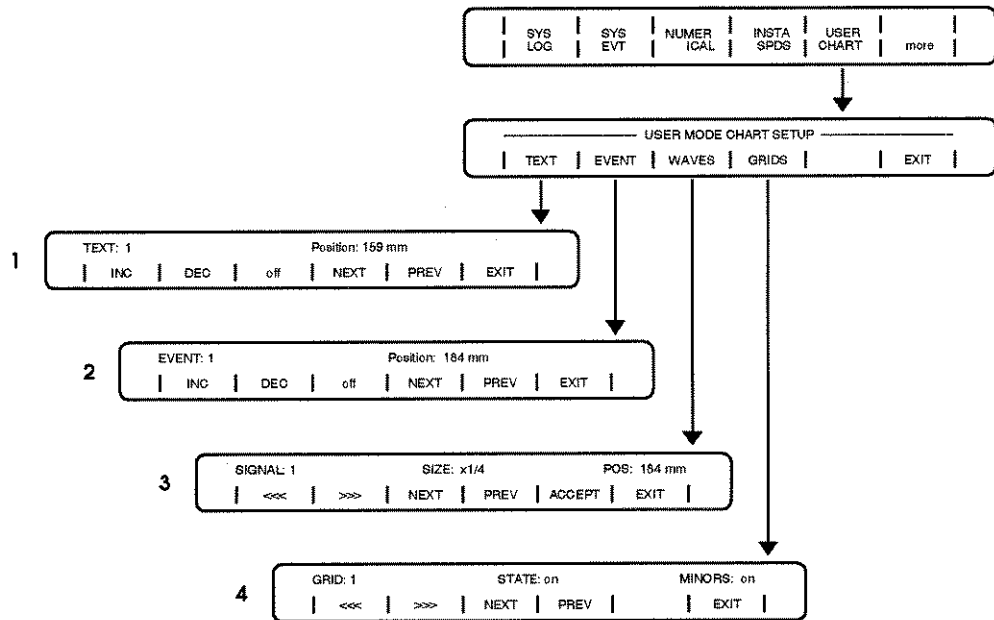 SYS LOG | SYS EVT | NUMER ICAL | INSTA SPDS | USER CHART | more
USER MODE CHART SETUP
TEXT | EVENT | WAVES | GRIDS | | EXIT
1
TEXT: 1 Position: 159 mm
INC | DEC | off | NEXT | PREV | EXIT
2
EVENT: 1 Position: 184 mm
INC | DEC | off | NEXT | PREV | EXIT
3
SIGNAL: 1 SIZE: x1/4 POS: 184 mm
<<< | >>> | NEXT | PREV | ACCEPT | EXIT
4
GRID: 1 STATE: on MINORS: on
<<< | >>> | NEXT | PREV | | EXIT